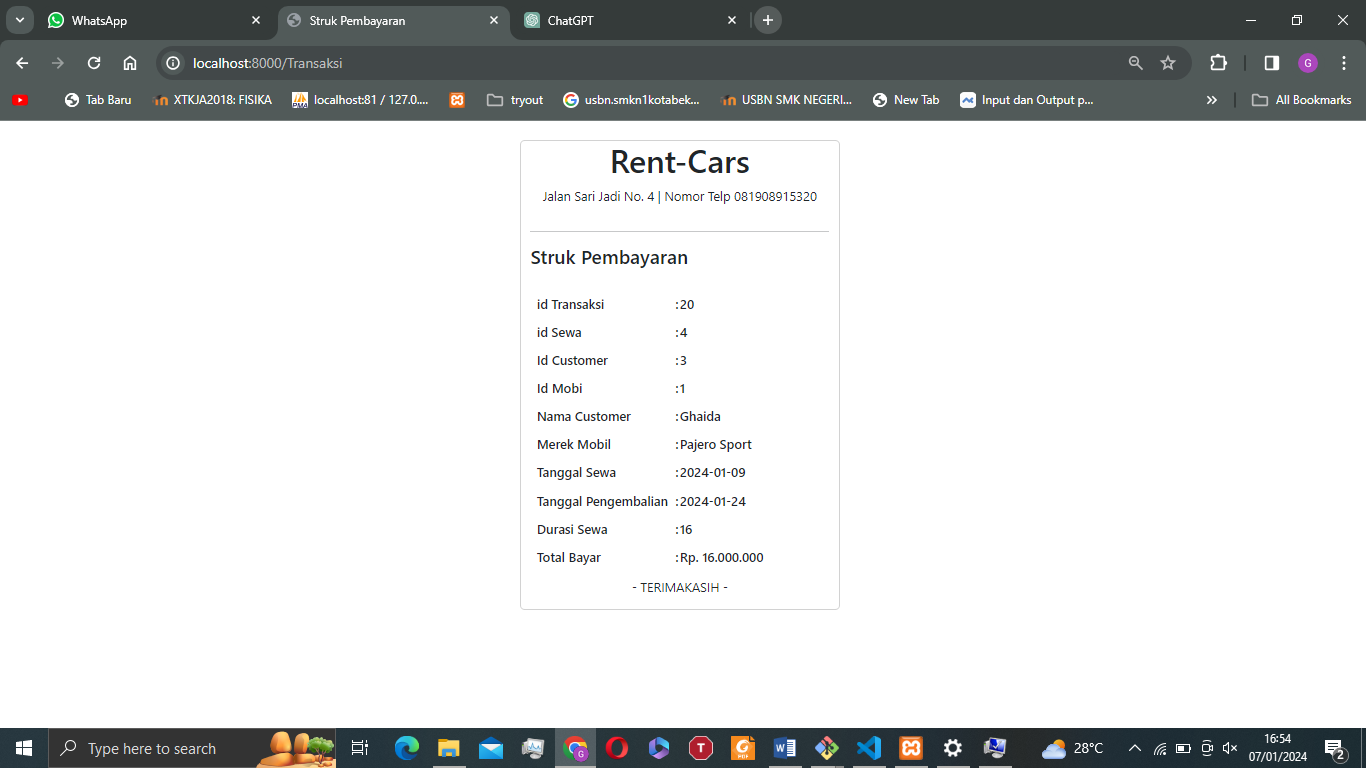 WhatsApp
Struk Pembayaran
ChatGPT
localhost:8000/Transaksi
G
Tab Baru
XTKJA2018: FISIKA
PMA
localhost:81 / 127.0....
tryout
usbn.smkn1kotabek...
USBN SMK NEGERI...
New Tab
Input dan Output p...
All Bookmarks
Rent-Cars
Jalan Sari Jadi No. 4 | Nomor Telp 081908915320
Struk Pembayaran
id Transaksi :20
id Sewa :4
Id Customer :3
Id Mobi :1
Nama Customer :Ghaida
Merek Mobil :Pajero Sport
Tanggal Sewa :2024-01-09
Tanggal Pengembalian :2024-01-24
Durasi Sewa :16
Total Bayar :Rp. 16.000.000
- TERIMAKASIH -
Type here to search
G
T
PDF
28°C
16:54
07/01/2024
2